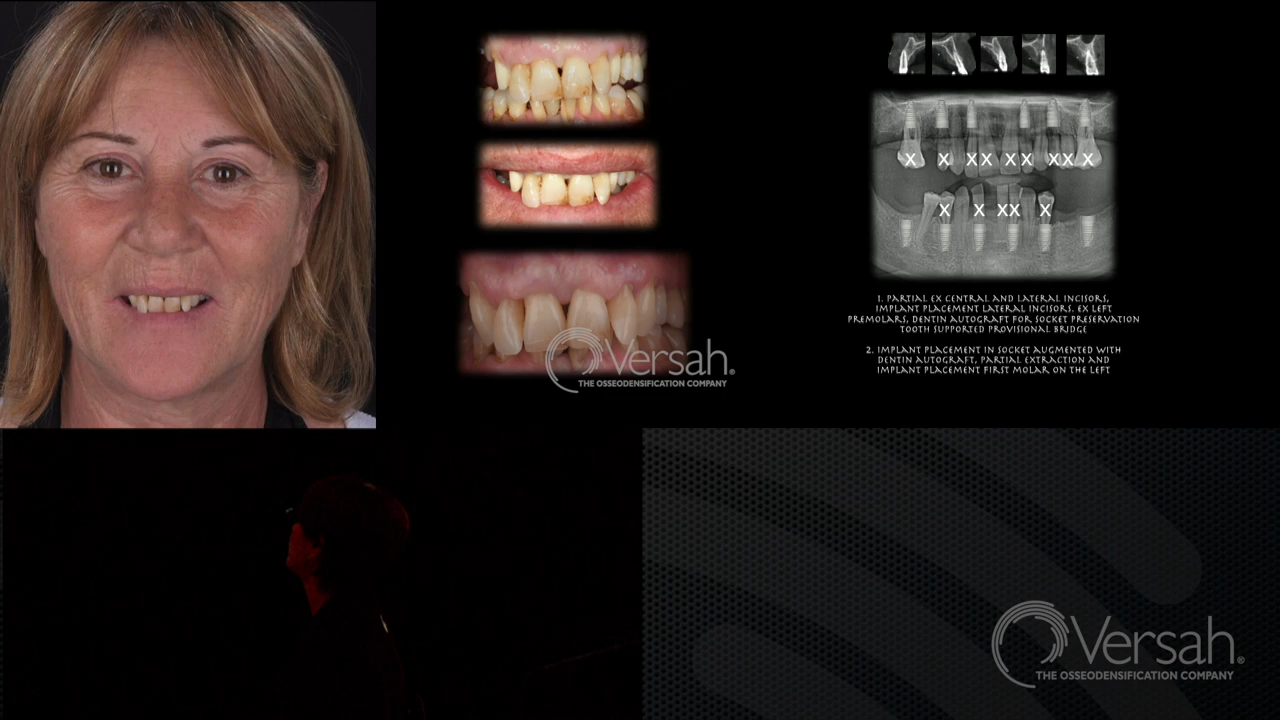 X X X X X X X X X
X X X X X
1. PARTIAL EX CENTRAL AND LATERAL INCISORS,
IMPLANT PLACEMENT LATERAL INCISORS. EX LEFT
PREMOLARS, DENTIN AUTOGRAFT FOR SOCKET PRESERVATION
TOOTH SUPPORTED PROVISIONAL BRIDGE
2. IMPLANT PLACEMENT IN SOCKET AUGMENTED WITH
DENTIN AUTOGRAFT, PARTIAL EXTRACTION AND
IMPLANT PLACEMENT FIRST MOLAR ON THE LEFT
Versah®
THE OSSEODENSIFICATION COMPANY
Versah®
THE OSSEODENSIFICATION COMPANY